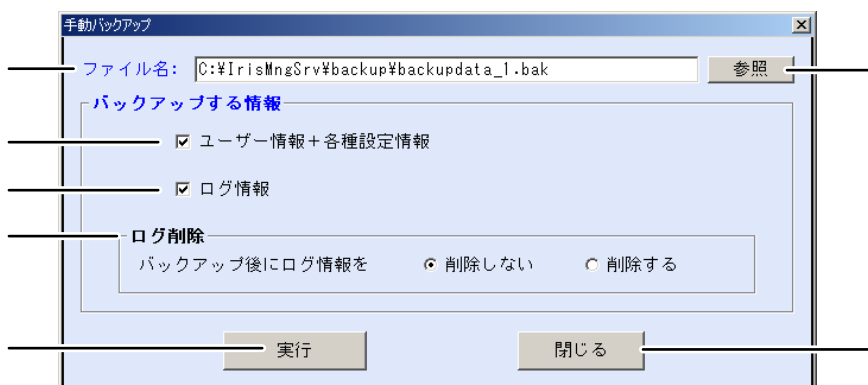 手動バックアップ
ファイル名: C:¥IrisMngSrv¥backup¥backupdata_1.bak 参照
バックアップする情報
ユーザー情報＋各種設定情報
ログ情報
ログ削除
バックアップ後にログ情報を 削除しない 削除する
実行 閉じる